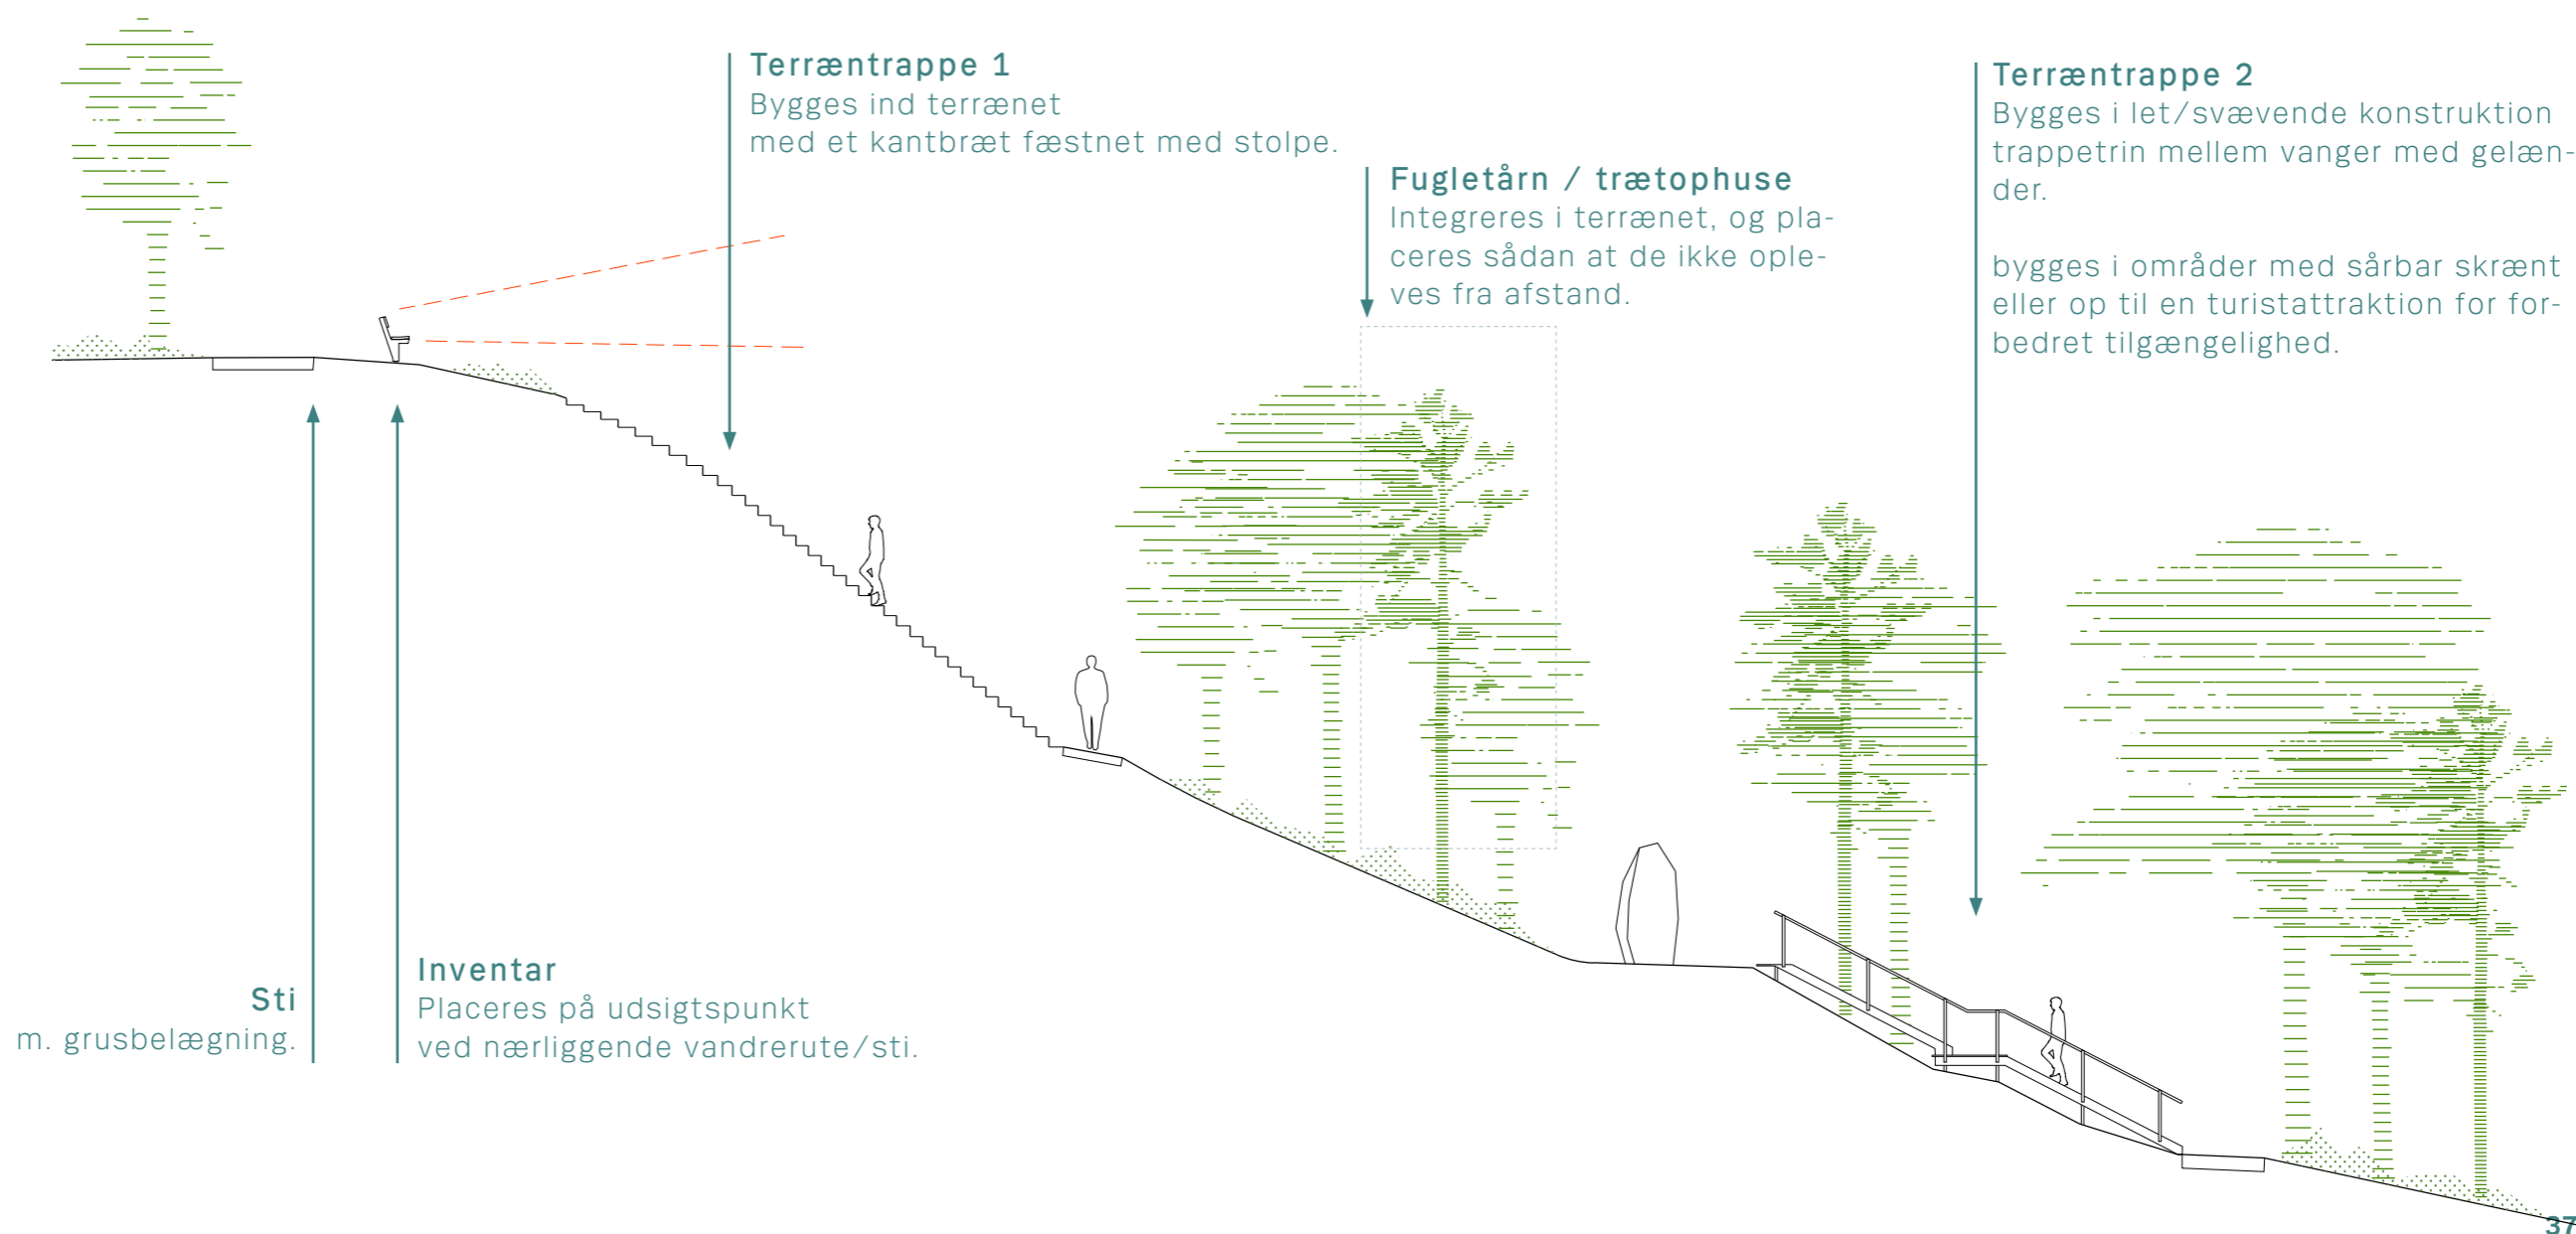 Terræntrappe 1
Bygges ind terrænet
med et kantbræt fæstnet med stolpe.
Fugletårn / trætophuse
Integreres i terrænet, og pla-
ceres sådan at de ikke ople-
ves fra afstand.
Terræntrappe 2
Bygges i let/svævende konstruktion
trappetrin mellem vanger med gelæn-
der.
bygges i områder med sårbar skrænt
eller op til en turistattraktion for for-
bedret tilgængelighed.
Sti
m. grusbelægning.
Inventar
Placeres på udsigtspunkt
ved nærliggende vandrerute/sti.
37